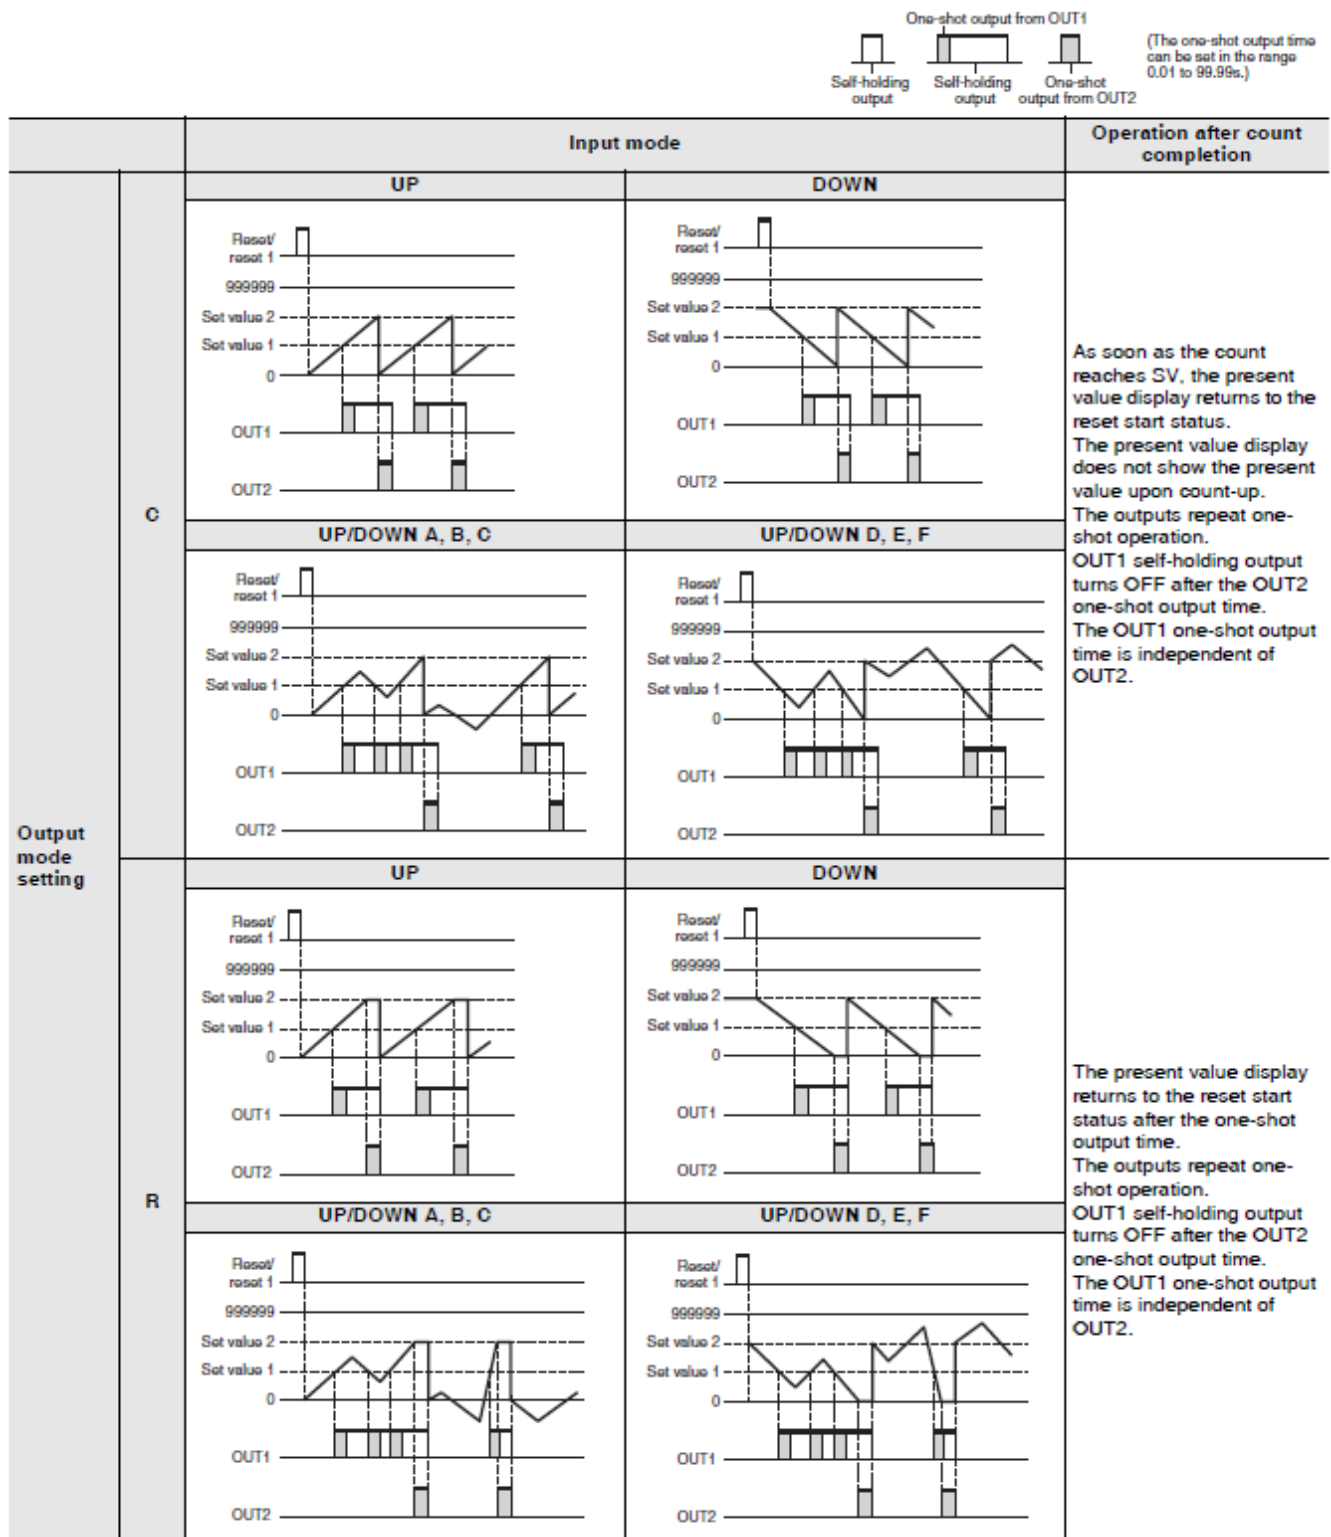 One-shot output from OUT1
Self-holding
output
Self-holding
output
One-shot
output from OUT2
(The one-shot output time
can be set in the range
0.01 to 99.99s.)
Input mode
Operation after count
completion
Output
mode
setting
C
UP
Reset/
reset 1
999999
Set value 2
Set value 1
0
OUT1
OUT2
DOWN
Reset/
reset 1
999999
Set value 2
Set value 1
0
OUT1
OUT2
UP/DOWN A, B, C
Reset/
reset 1
999999
Set value 2
Set value 1
0
OUT1
OUT2
UP/DOWN D, E, F
Reset/
reset 1
999999
Set value 2
Set value 1
0
OUT1
OUT2
As soon as the count
reaches SV, the present
value display returns to the
reset start status.
The present value display
does not show the present
value upon count-up.
The outputs repeat one-
shot operation.
OUT1 self-holding output
turns OFF after the OUT2
one-shot output time.
The OUT1 one-shot output
time is independent of
OUT2.
R
UP
Reset/
reset 1
999999
Set value 2
Set value 1
0
OUT1
OUT2
DOWN
Reset/
reset 1
999999
Set value 2
Set value 1
0
OUT1
OUT2
UP/DOWN A, B, C
Reset/
reset 1
999999
Set value 2
Set value 1
0
OUT1
OUT2
UP/DOWN D, E, F
Reset/
reset 1
999999
Set value 2
Set value 1
0
OUT1
OUT2
The present value display
returns to the reset start
status after the one-shot
output time.
The outputs repeat one-
shot operation.
OUT1 self-holding output
turns OFF after the OUT2
one-shot output time.
The OUT1 one-shot output
time is independent of
OUT2.